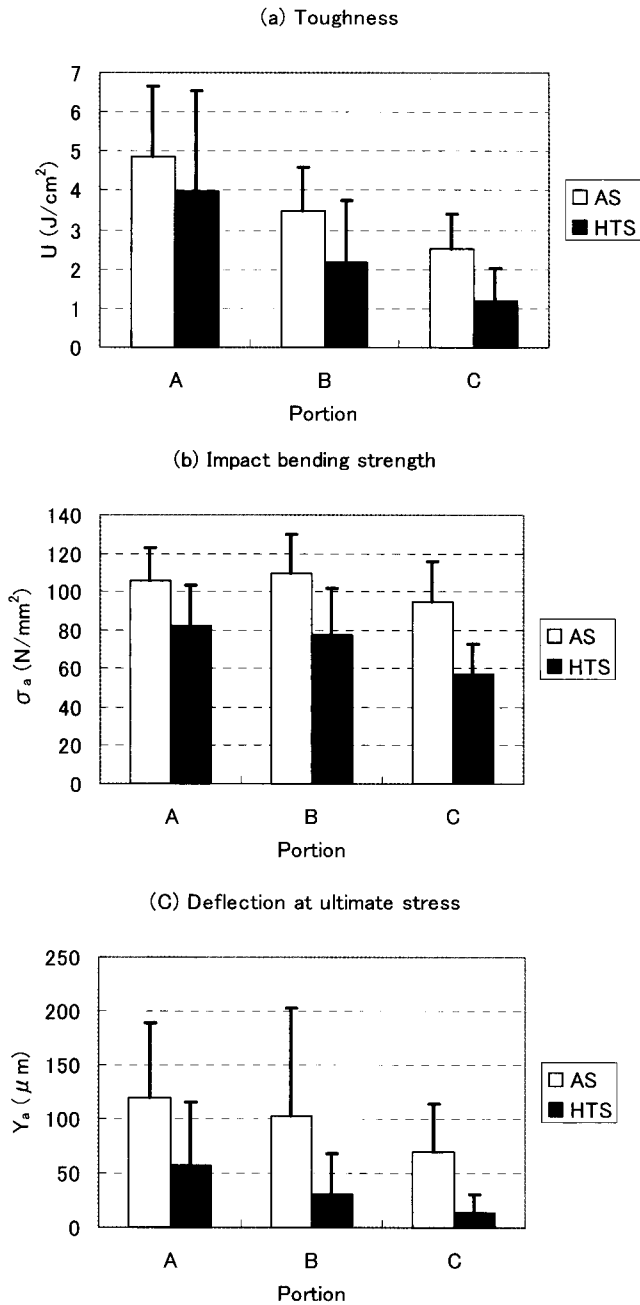 (a) Toughness
7
6
5
4
3
2
1
0
U (J/cm²)
A B C
Portion
AS
HTS
(b) Impact bending strength
140
120
100
80
60
40
20
0
σa (N/mm²)
A B C
Portion
AS
HTS
(C) Deflection at ultimate stress
250
200
150
100
50
0
Ya (μm)
A B C
Portion
AS
HTS